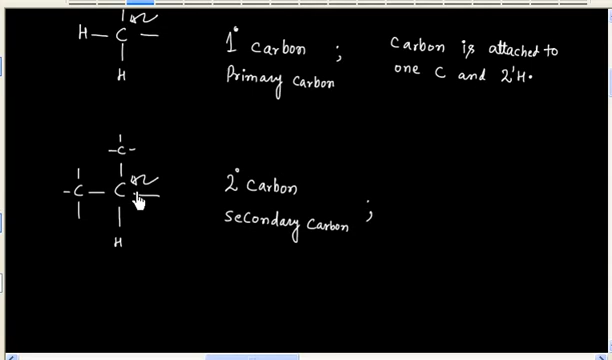 H — C —
H
1° Carbon ;
Primary Carbon
Carbon is attached to
one C and 2'H.
- C -
- C — C —
H
2° Carbon
Secondary Carbon ;